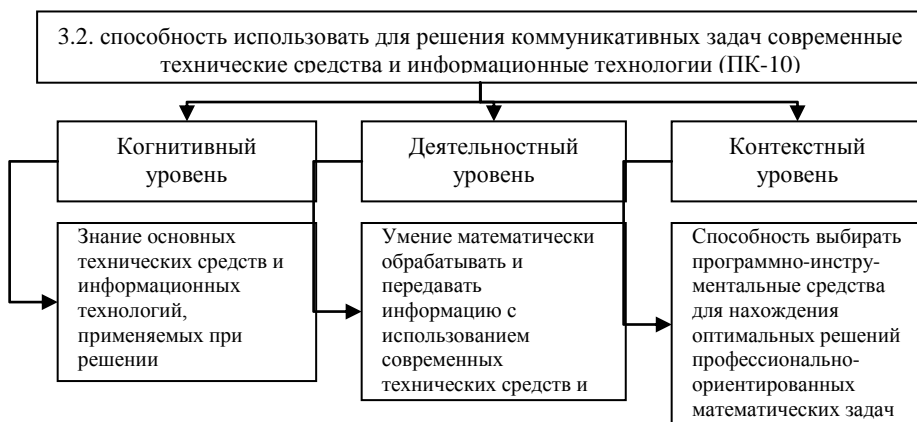 3.2. способность использовать для решения коммуникативных задач современные
технические средства и информационные технологии (ПК-10)
Когнитивный
уровень
Деятельностный
уровень
Контекстный
уровень
Знание основных
технических средств и
информационных
технологий,
применяемых при
решении
Умение математически
обрабатывать и
передавать
информацию с
использованием
современных
технических средств и
Способность выбирать
программно-инстру-
ментальные средства
для нахождения
оптимальных решений
профессионально-
ориентированных
математических задач